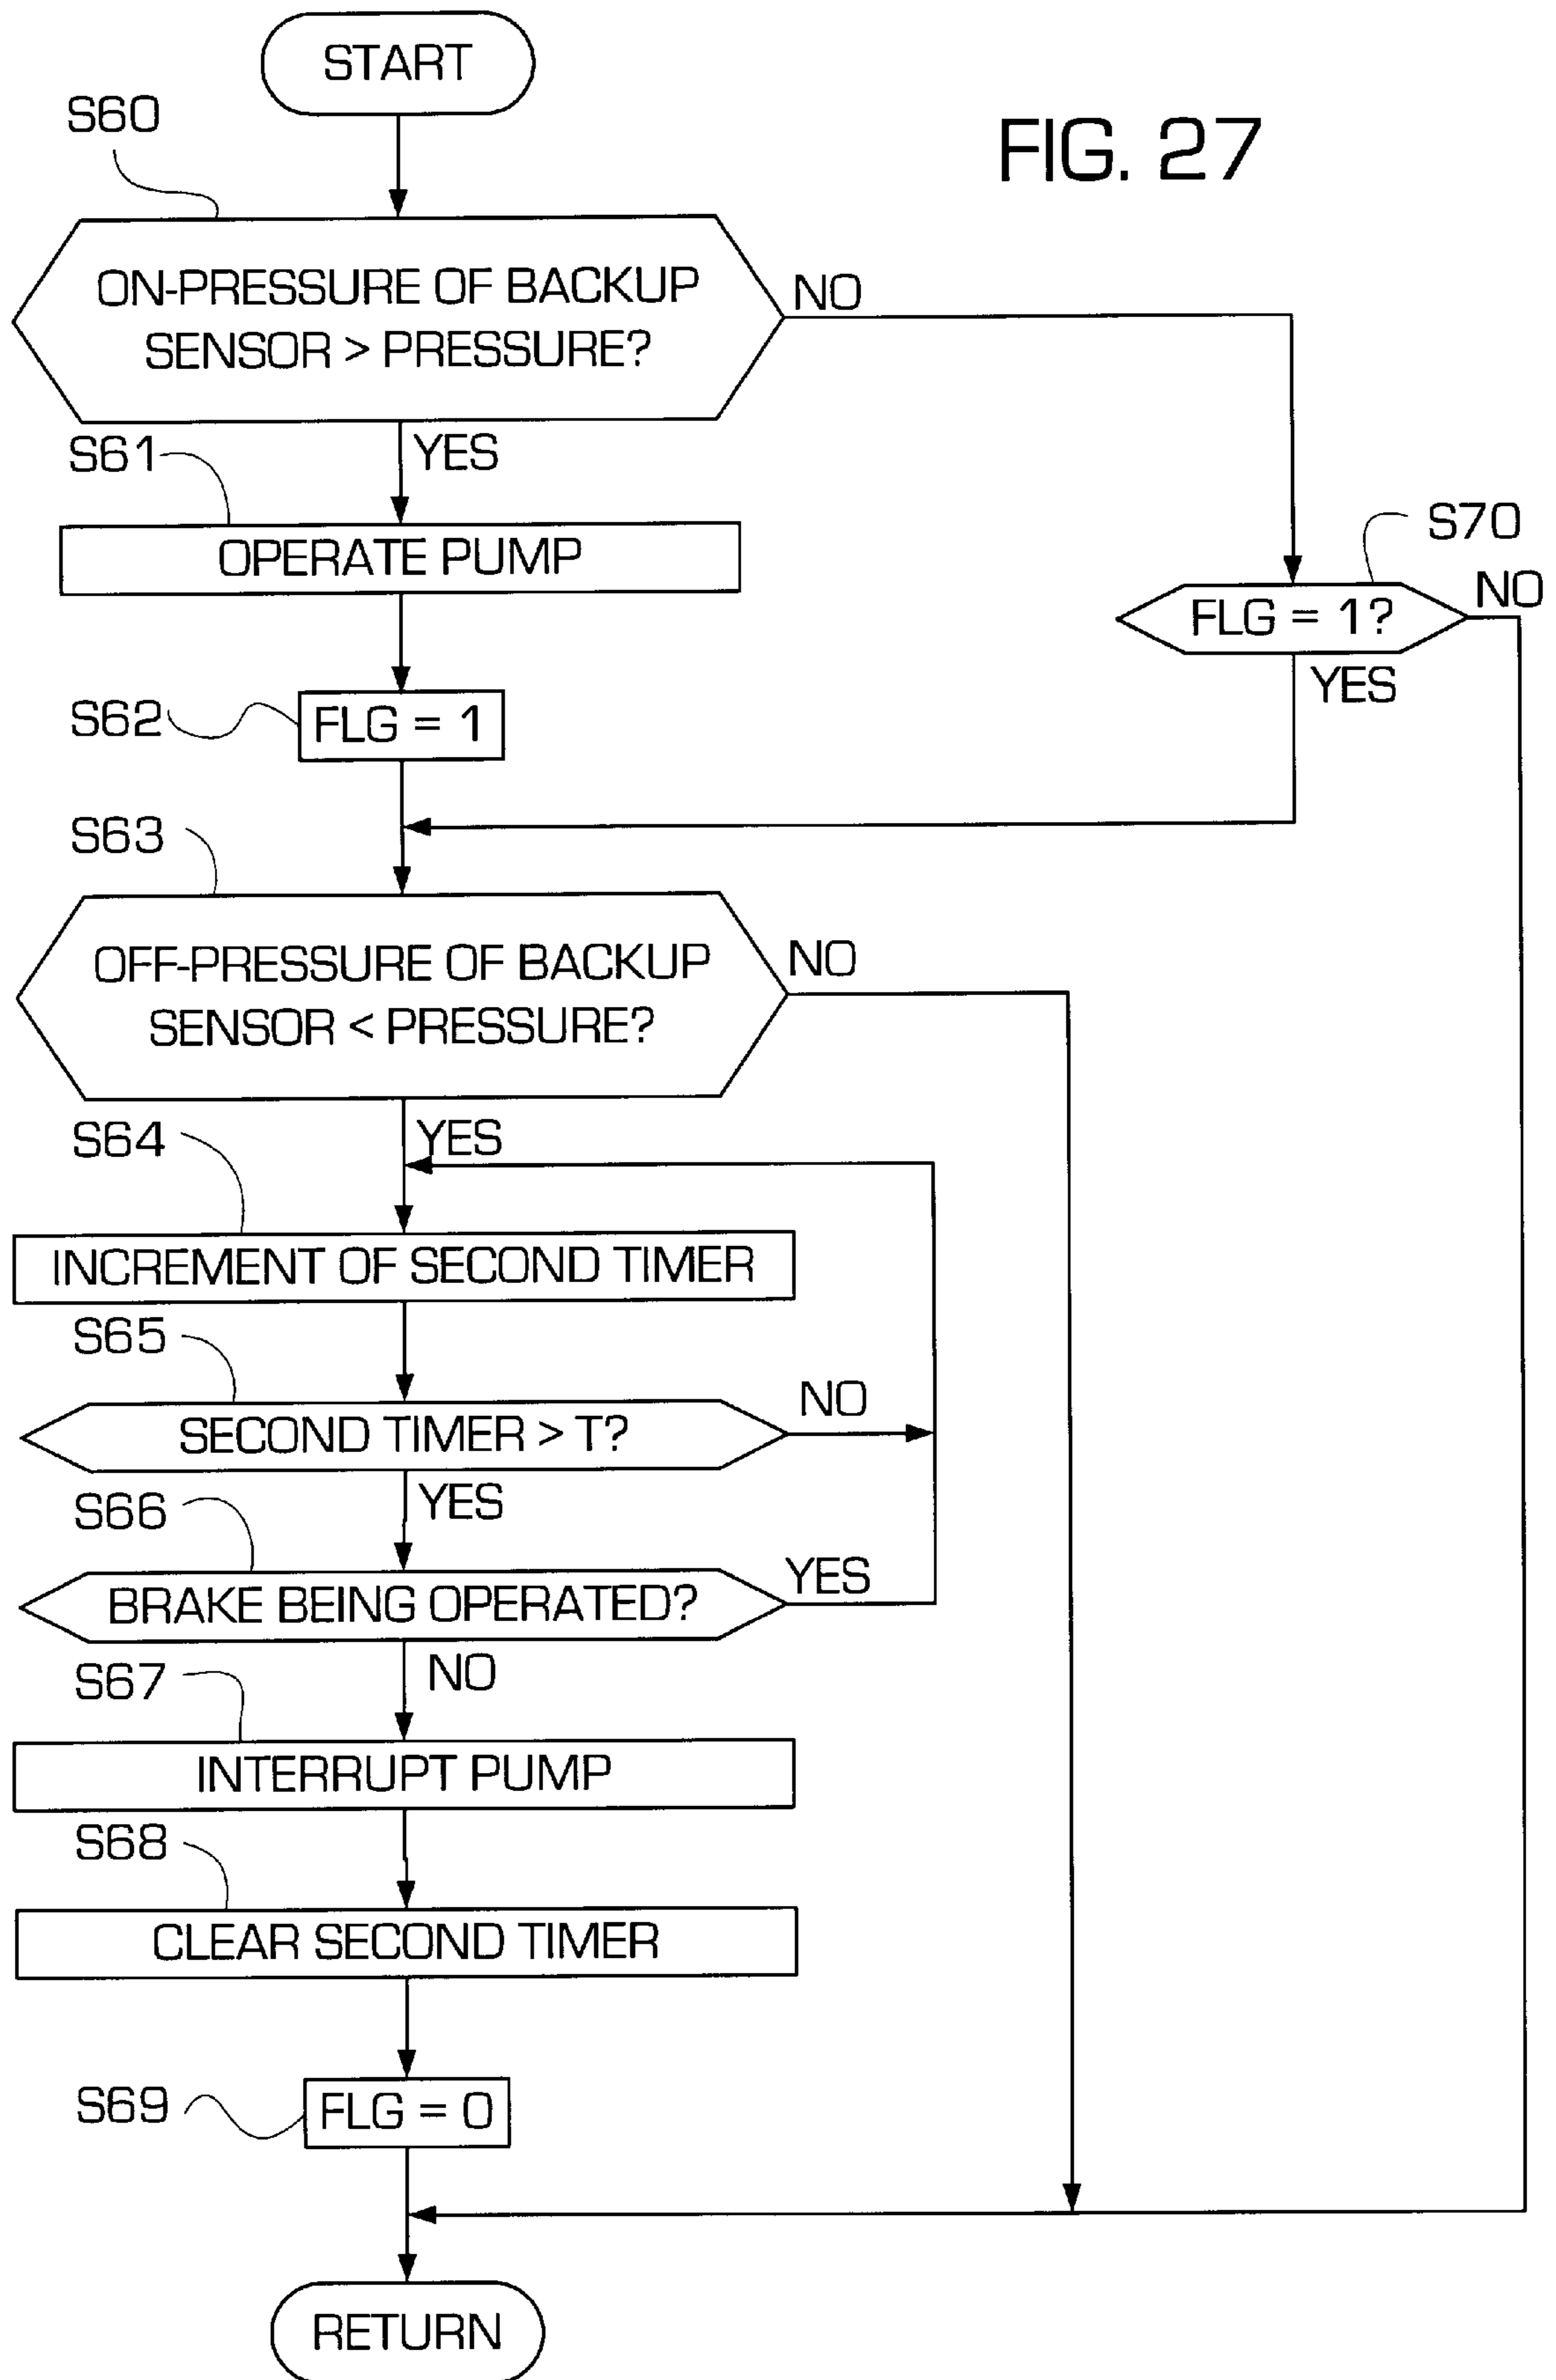 START
S60
FIG. 27
ON-PRESSURE OF BACKUP
SENSOR > PRESSURE?
NO
S61
YES
OPERATE PUMP
S70
FLG = 1?
NO
YES
S62
FLG = 1
S63
OFF-PRESSURE OF BACKUP
SENSOR < PRESSURE?
NO
S64
YES
INCREMENT OF SECOND TIMER
S65
SECOND TIMER > T?
NO
S66
YES
BRAKE BEING OPERATED?
YES
S67
NO
INTERRUPT PUMP
S68
CLEAR SECOND TIMER
S69
FLG = 0
RETURN